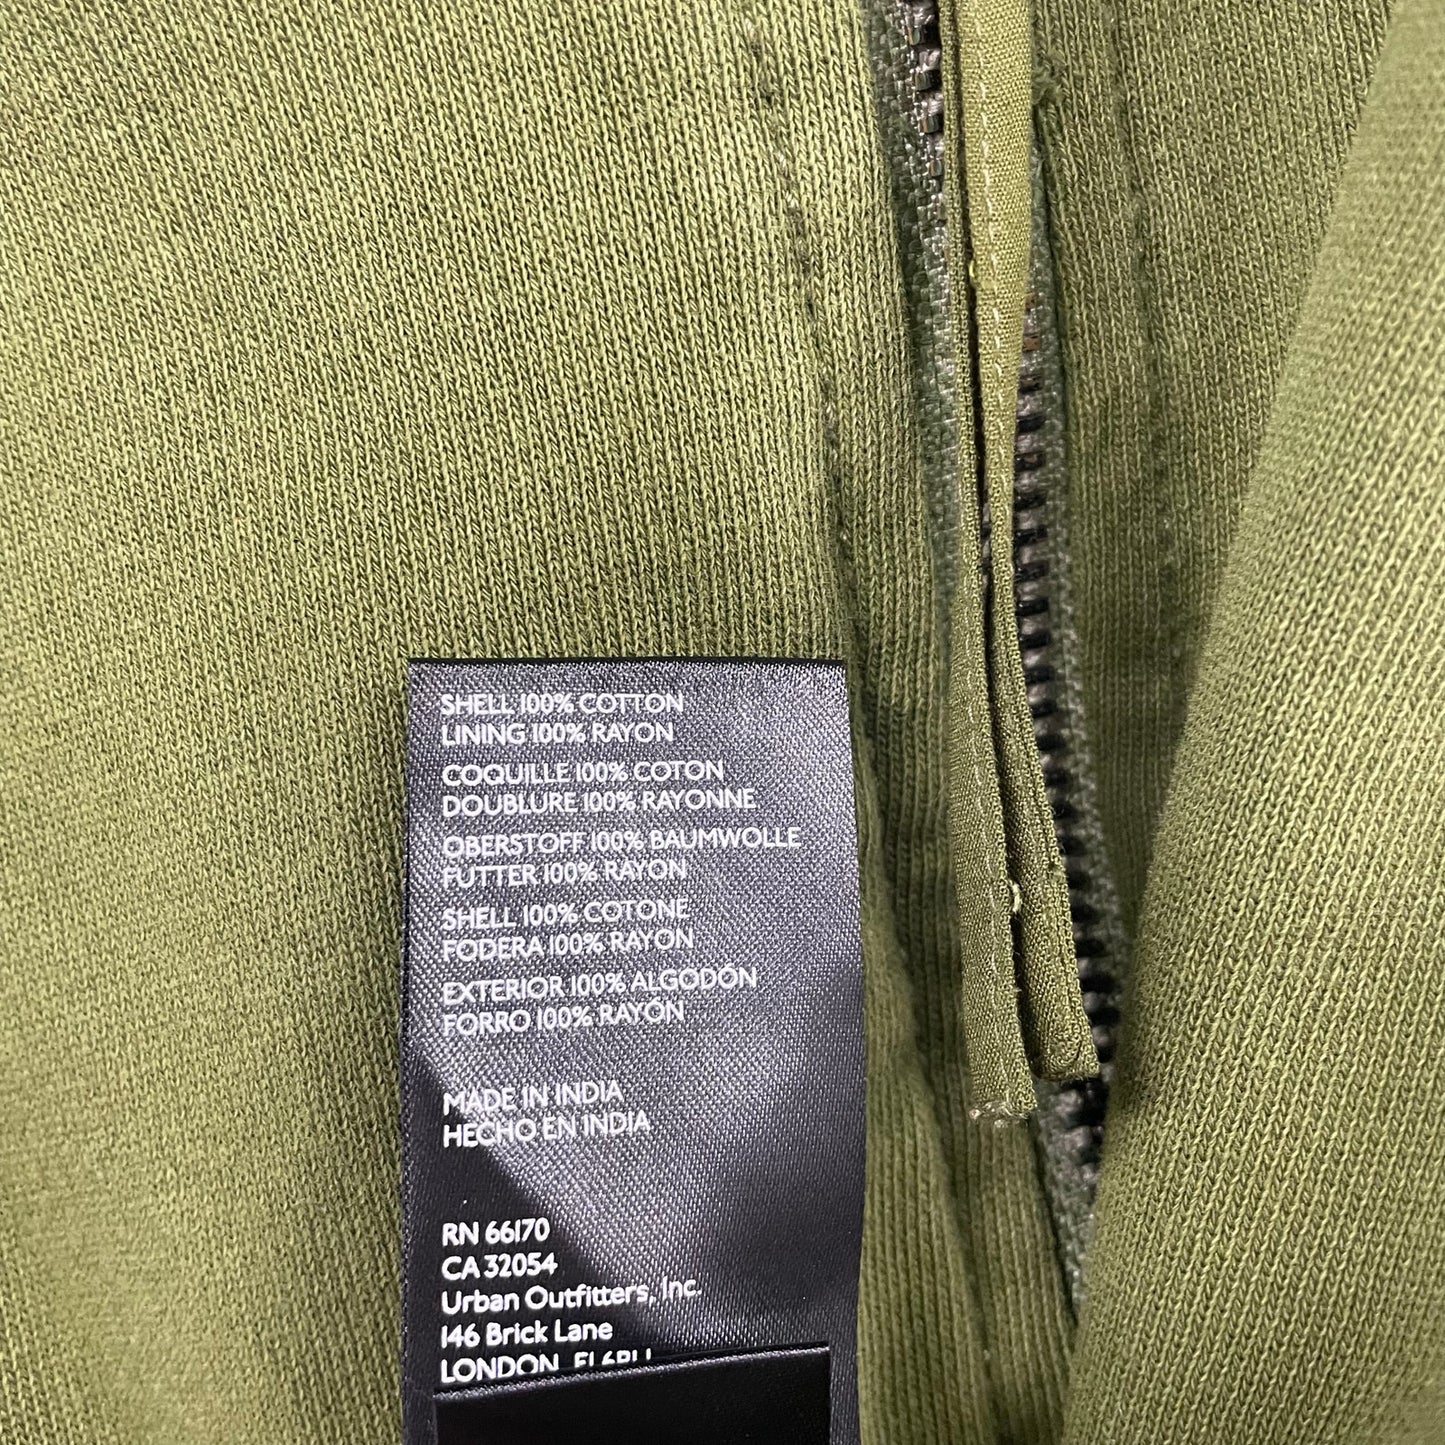 SHELL 100% COTTON
LINING 100% RAYON
COQUILLE 100% COTON
DOUBLURE 100% RAYONNE
OBERSTOFF 100% BAUMWOLLE
FUTTER 100% RAYON
SHELL 100% COTONE
FODERA 100% RAYON
EXTERIOR 100% ALGODÓN
FORRO 100% RAYÓN
MADE IN INDIA
HECHO EN INDIA
RN 66170
CA 32054
Urban Outfitters, Inc.
146 Brick Lane
LONDON